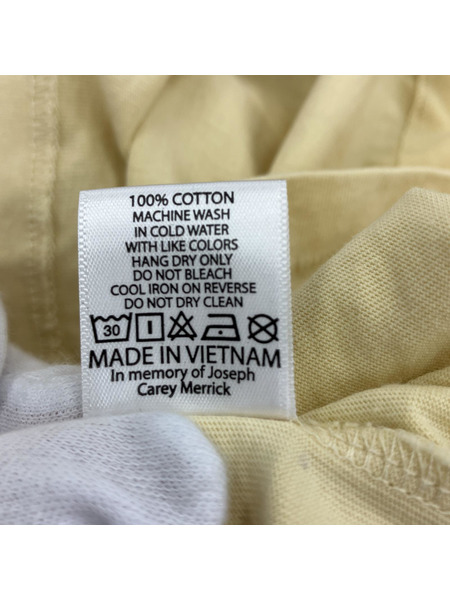 100% COTTON
MACHINE WASH
IN COLD WATER
WITH LIKE COLORS
HANG DRY ONLY
DO NOT BLEACH
COOL IRON ON REVERSE
DO NOT DRY CLEAN
30
MADE IN VIETNAM
In memory of Joseph
Carey Merrick